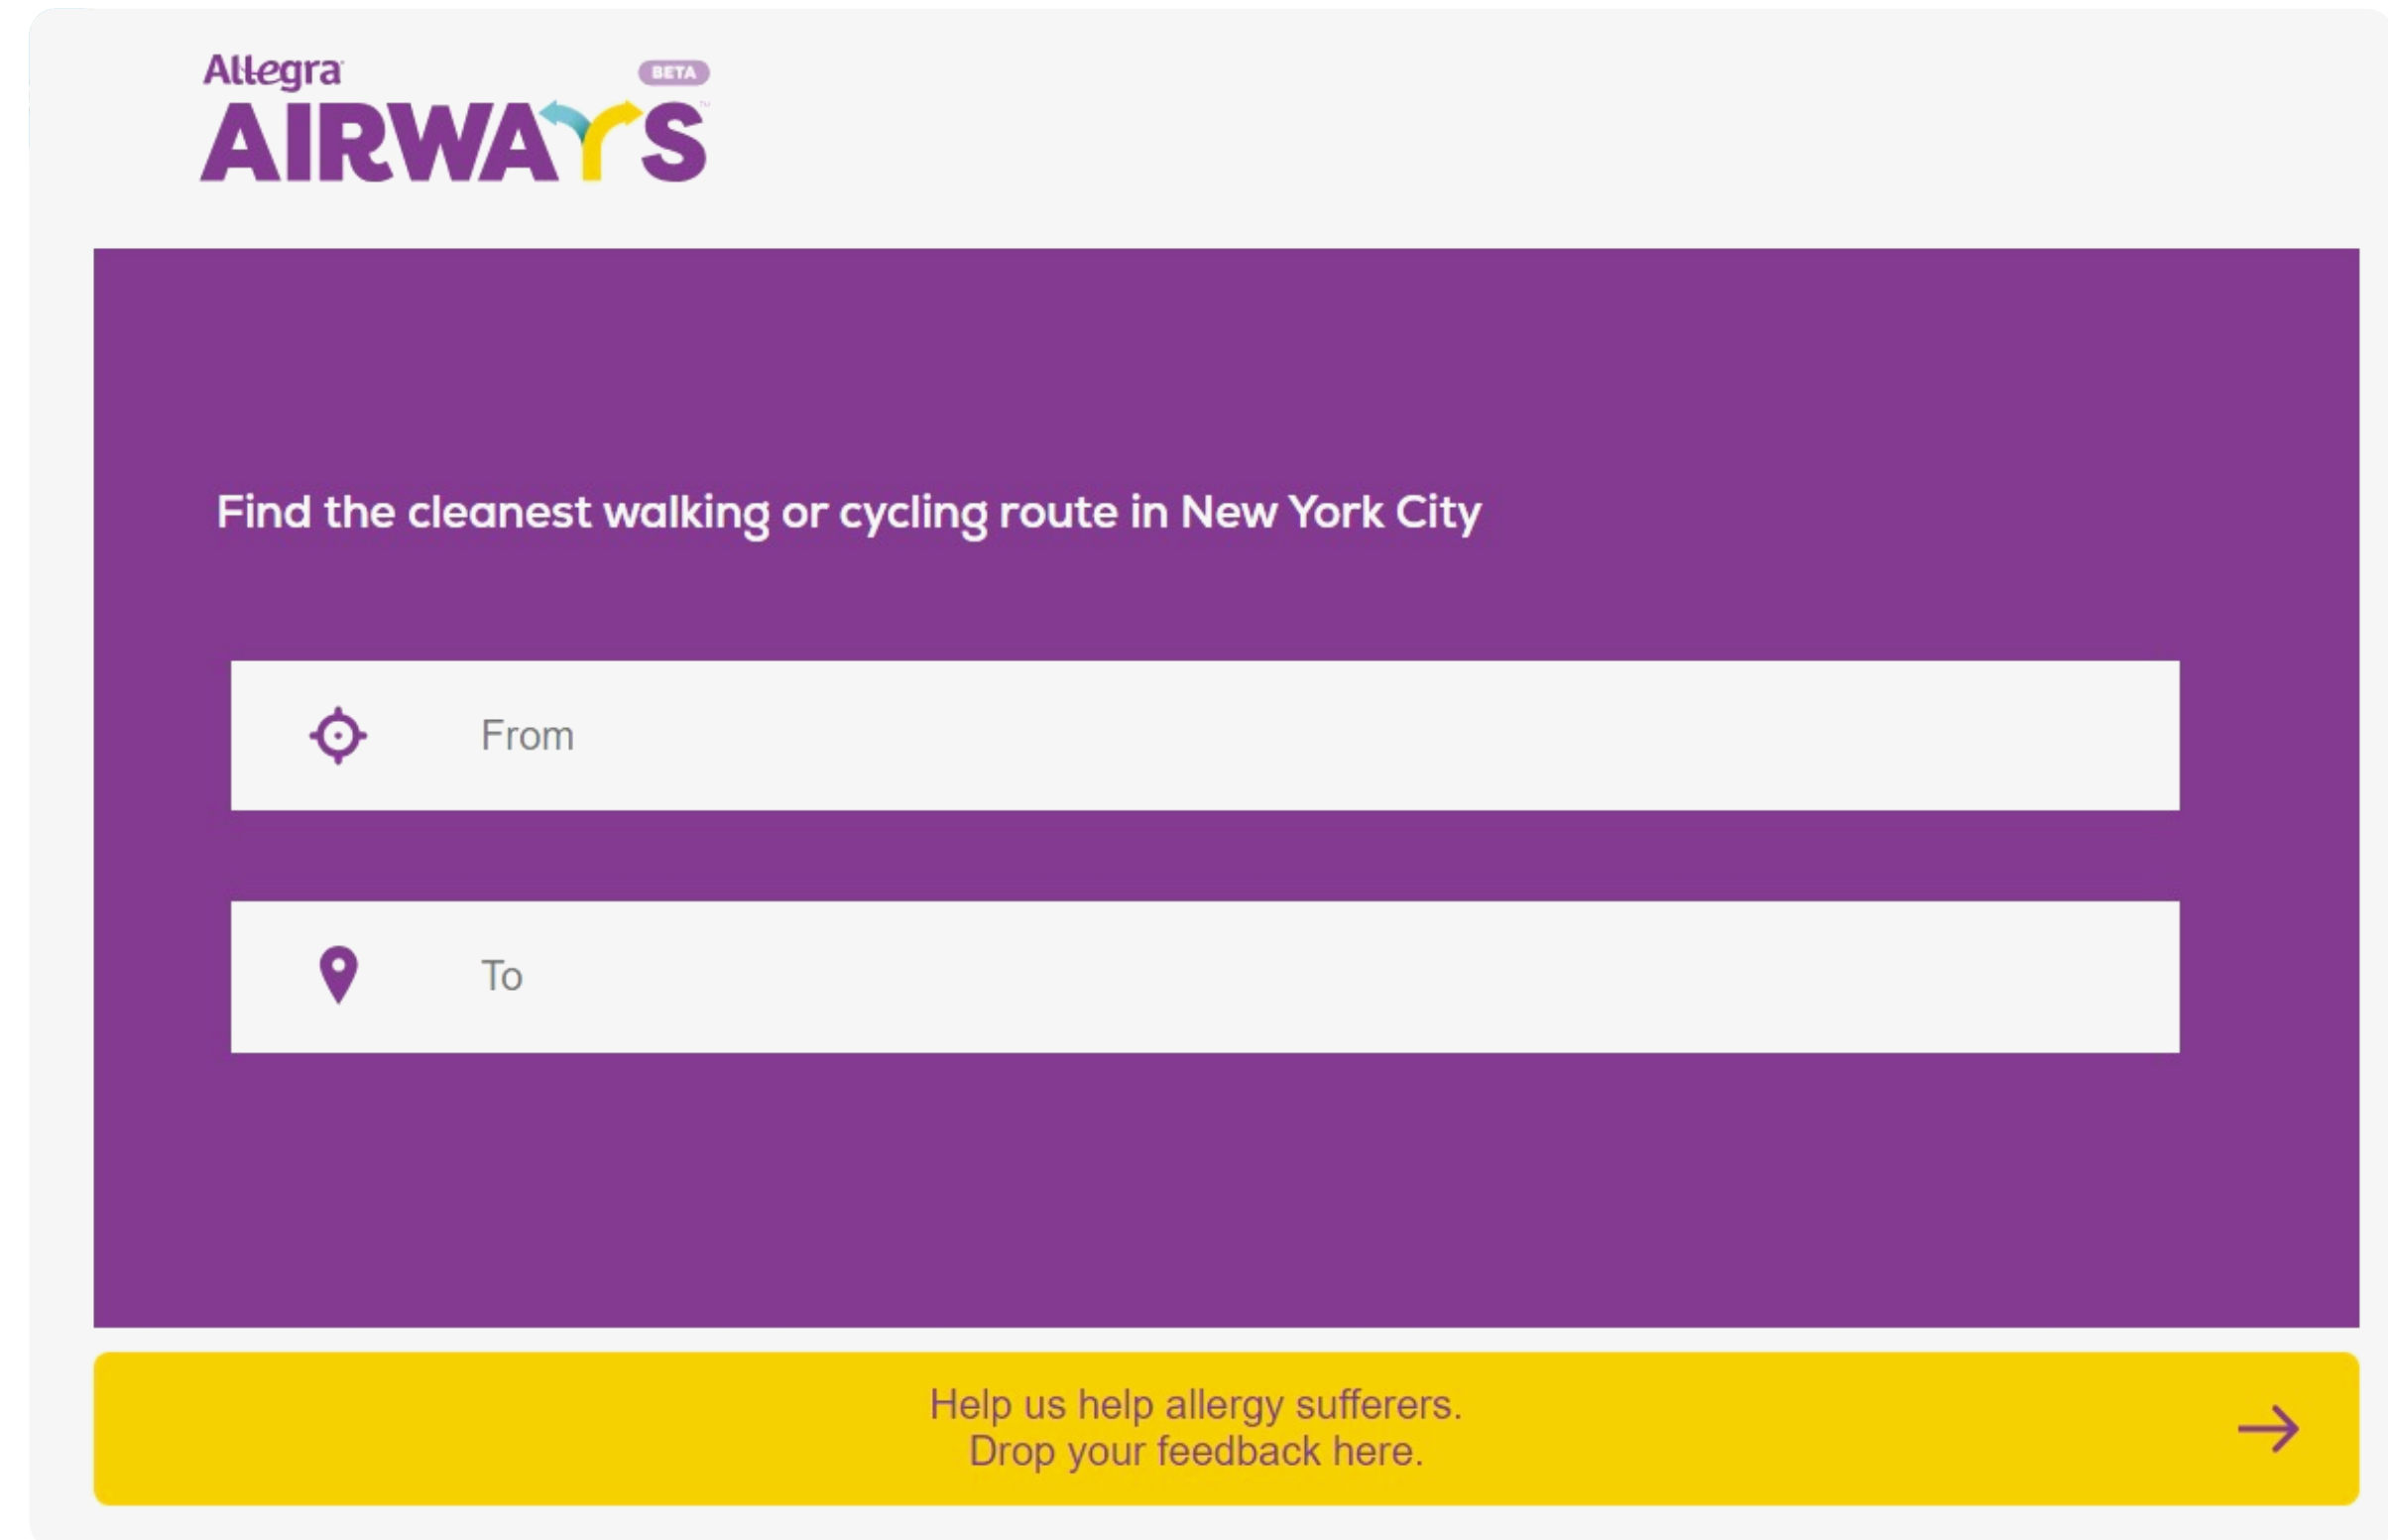 Allegra
BETA
AIRWAYS™
Find the cleanest walking or cycling route in New York City
From
To
Help us help allergy sufferers.
Drop your feedback here.